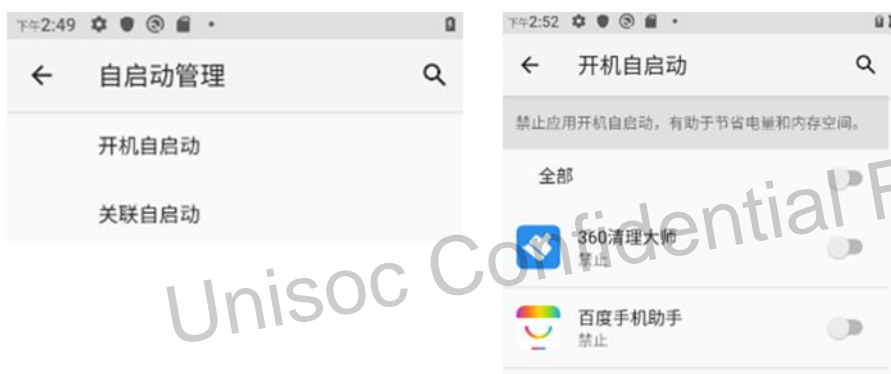 下午2:49
自启动管理
开机自启动
关联自启动
下午2:52
开机自启动
禁止应用开机自启动，有助于节省电量和内存空间。
全部
360清理大师
禁止
百度手机助手
禁止
Unisoc Confidential F